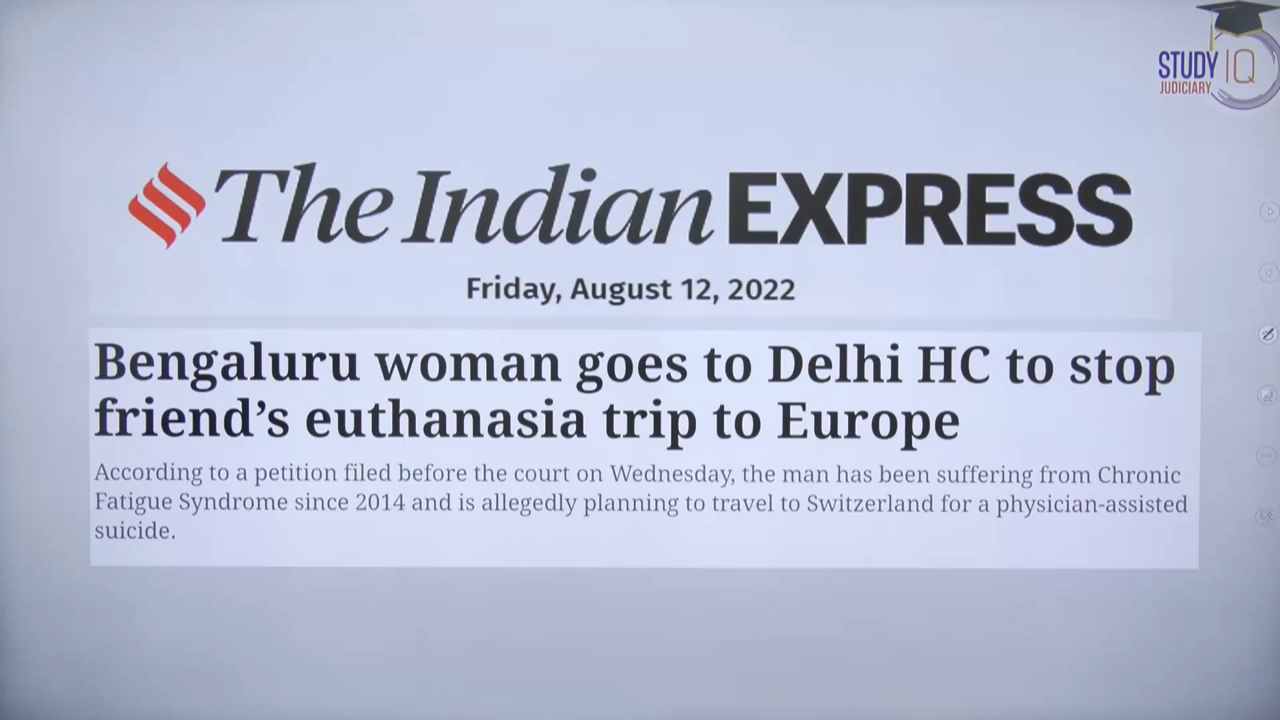 STUDY IQ
JUDICIARY
The Indian EXPRESS
Friday, August 12, 2022
Bengaluru woman goes to Delhi HC to stop
friend’s euthanasia trip to Europe
According to a petition filed before the court on Wednesday, the man has been suffering from Chronic
Fatigue Syndrome since 2014 and is allegedly planning to travel to Switzerland for a physician-assisted
suicide.